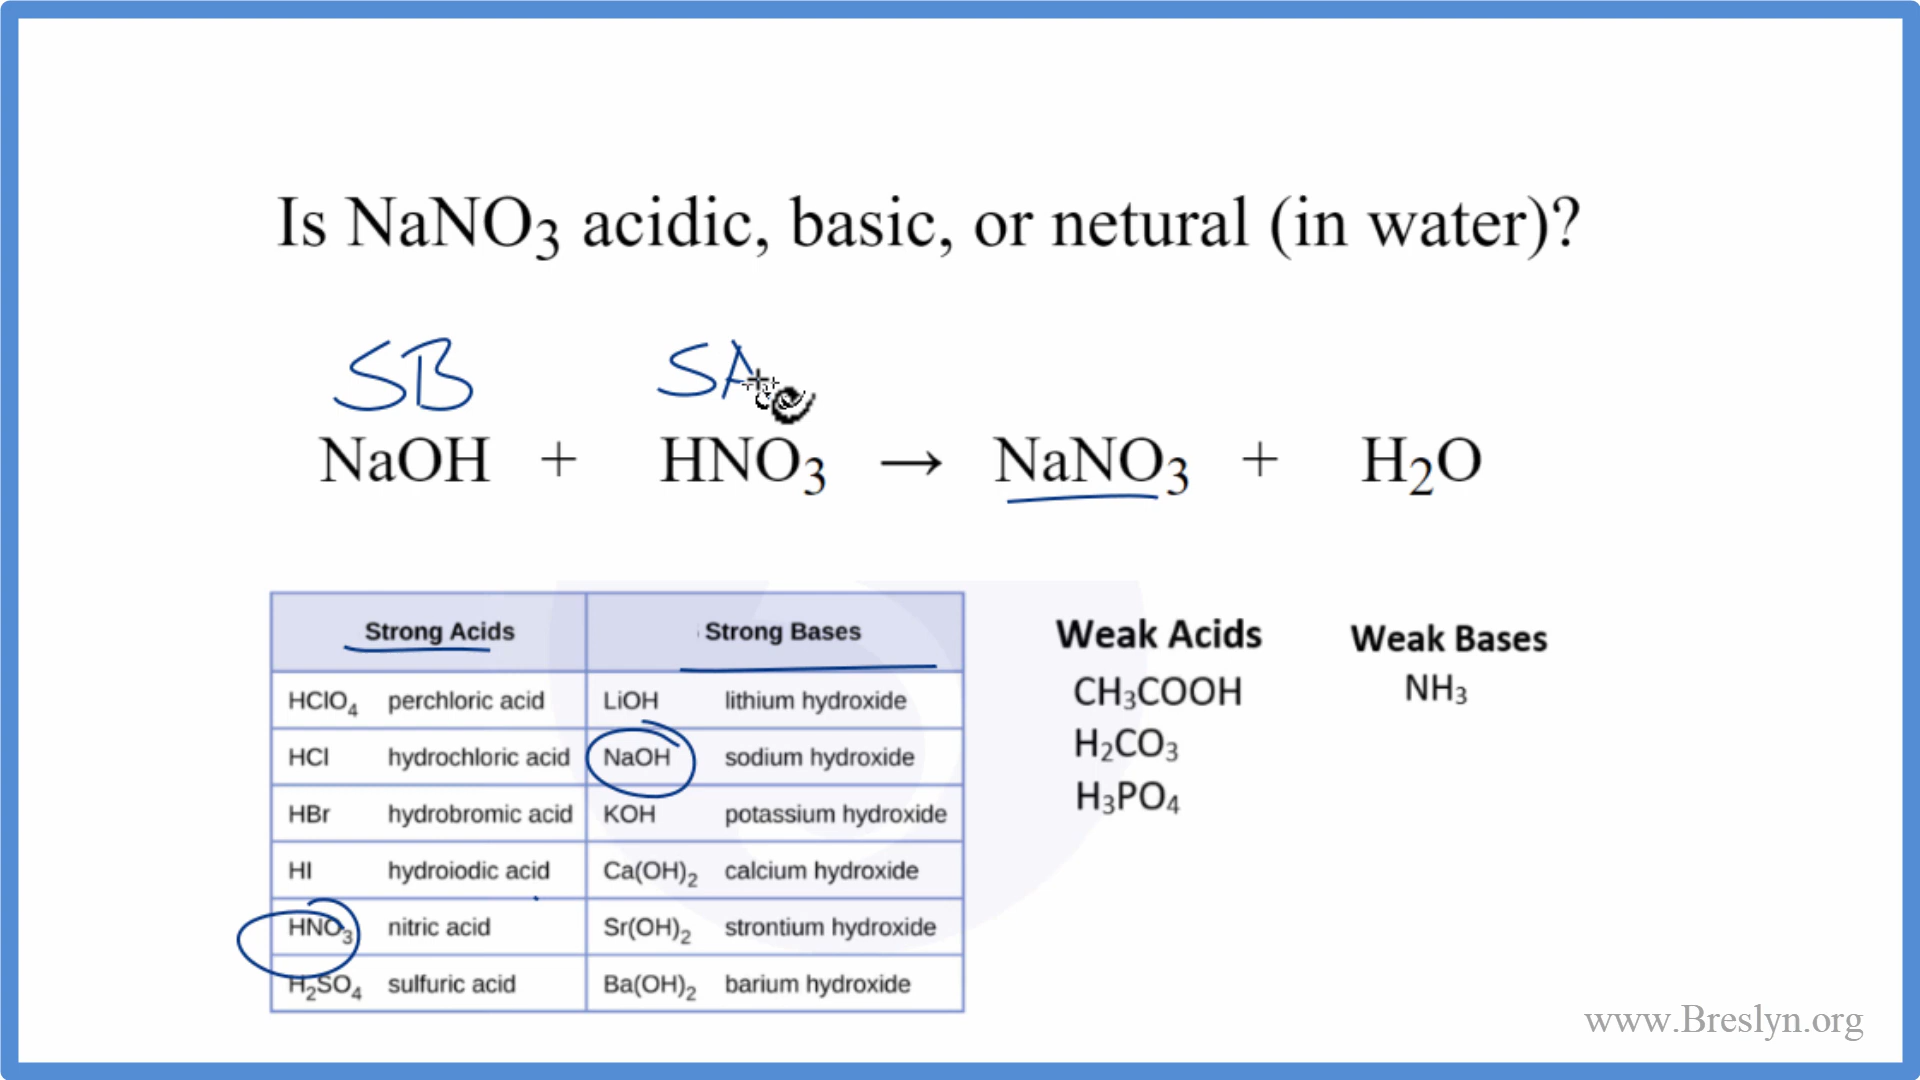 Is NaNO₃ acidic, basic, or netural (in water)?
SB SA
NaOH + HNO₃ → NaNO₃ + H₂O
Strong Acids Strong Bases
HClO₄ perchloric acid LiOH lithium hydroxide
HCl hydrochloric acid NaOH sodium hydroxide
HBr hydrobromic acid KOH potassium hydroxide
HI hydroiodic acid Ca(OH)₂ calcium hydroxide
HNO₃ nitric acid Sr(OH)₂ strontium hydroxide
H₂SO₄ sulfuric acid Ba(OH)₂ barium hydroxide
Weak Acids
CH₃COOH
H₂CO₃
H₃PO₄
Weak Bases
NH₃
www.Breslyn.org